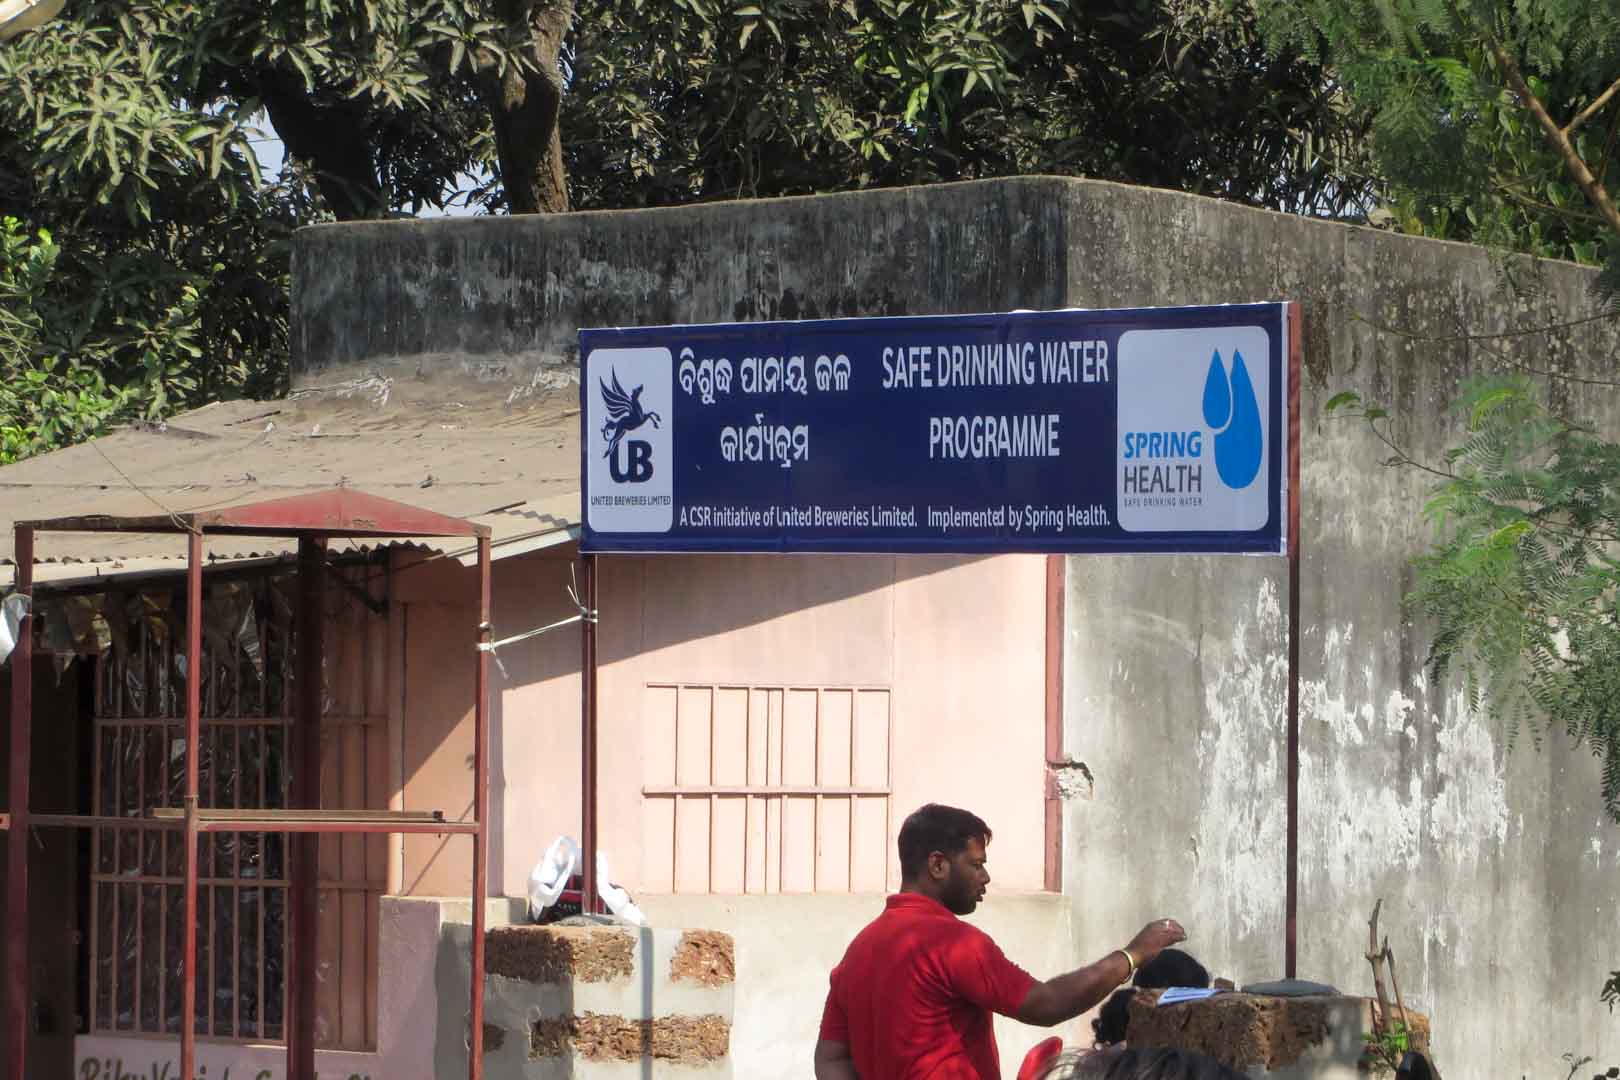 UB
UNITED BREWERIES LIMITED
ବିଶୁଦ୍ଧ ପାନୀୟ ଜଳ
କାର୍ଯ୍ୟକ୍ରମ
SAFE DRINKING WATER
PROGRAMME
A CSR initiative of United Breweries Limited. Implemented by Spring Health.
SPRING
HEALTH
SAFE DRINKING WATER